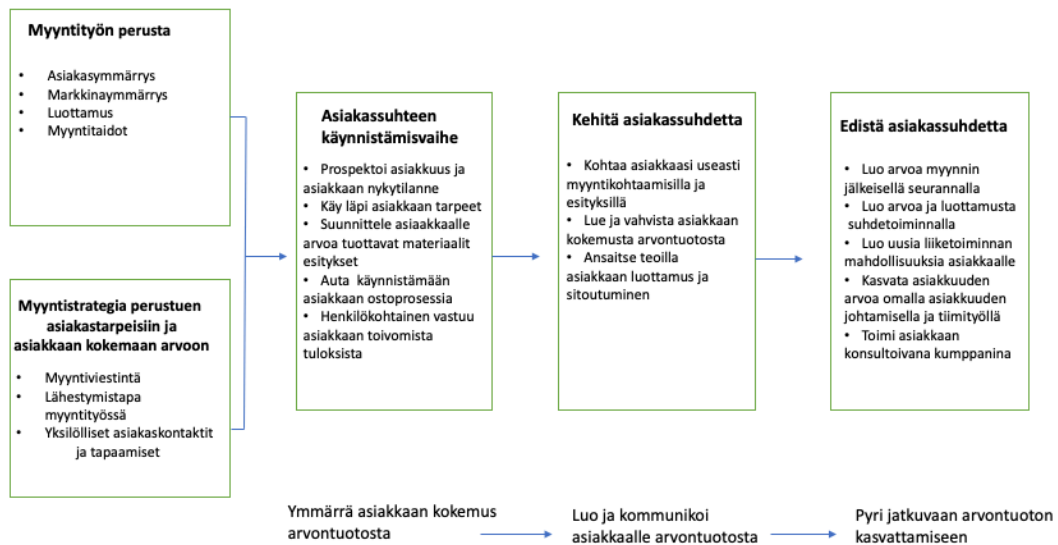 Myyntityön perusta
• Asiakasymmärrys
• Markkinaymmärrys
• Luottamus
• Myyntitaidot
Myyntistrategia perustuen
asiakastarpeisiin ja
asiakkaan kokemaan arvoon
• Myyntiviestintä
• Lähestymistapa
myyntityössä
• Yksilölliset asiakaskontaktit
ja tapaamiset
Asiakassuhteen
käynnistämisvaihe
• Prospektoi asiakkuus ja
asiakkaan nykytilanne
• Käy läpi asiakkaan tarpeet
• Suunnittele asiaakkaalle
arvoa tuottavat materiaalit
esitykset
• Auta käynnistämään
asiakkaan ostoprosessia
• Henkilökohtainen vastuu
asiakkaan toivomista
tuloksista
Kehitä asiakassuhdetta
• Kohtaa asiakkaasi useasti
myyntikohtaamisilla ja
esityksillä
• Lue ja vahvista asiakkaan
kokemusta arvontuotosta
• Ansaitse teoilla
asiakkaan luottamus ja
sitoutuminen
Edistä asiakassuhdetta
• Luo arvoa myynnin
jälkeisellä seurannalla
• Luo arvoa ja luottamusta
suhdetoiminnalla
• Luo uusia liiketoiminnan
mahdollisuuksia asiakkaalle
• Kasvata asiakkuuden
arvoa omalla asiakkuuden
johtamisella ja tiimityöllä
• Toimi asiakkaan
konsultoivana kumppanina
Ymmärrä asiakkaan kokemus
arvontuotosta
Luo ja kommunikoi
asiakkaalle arvontuotosta
Pyri jatkuvaan arvontuoton
kasvattamiseen